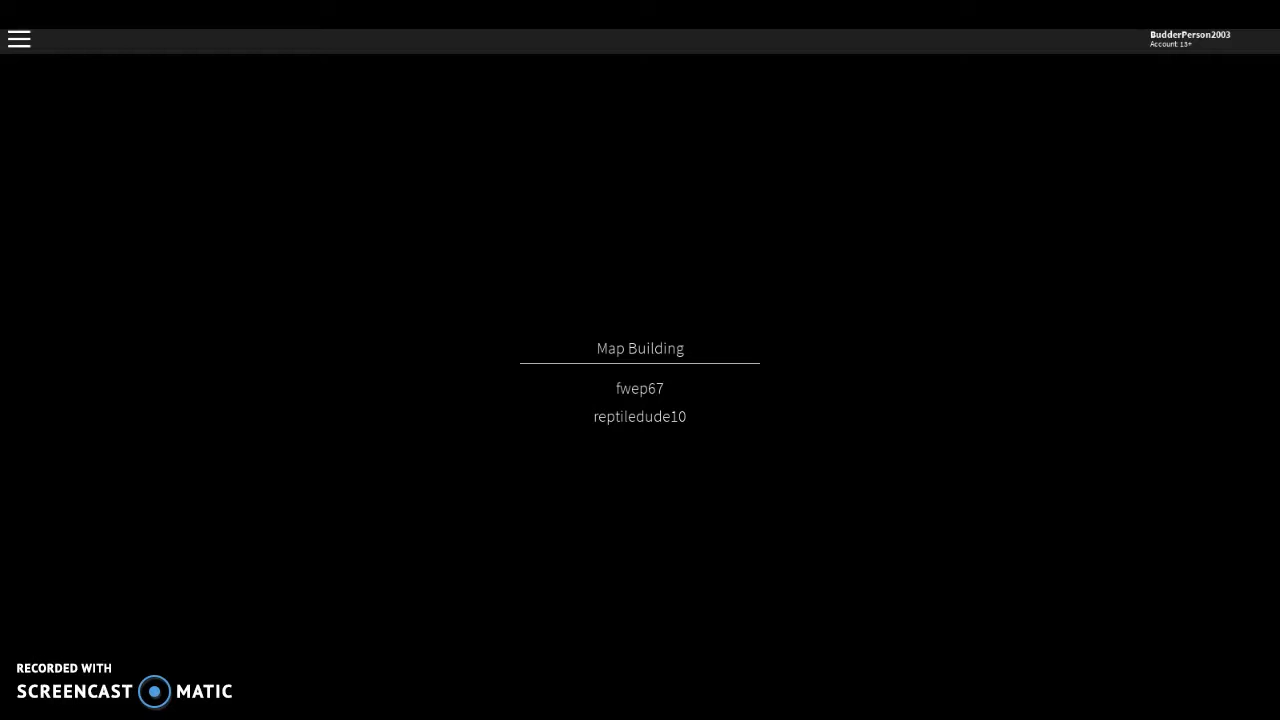 BudderPerson2003
Account: 13+
Map Building
fwep67
reptiledude10
RECORDED WITH
SCREENCAST MATIC